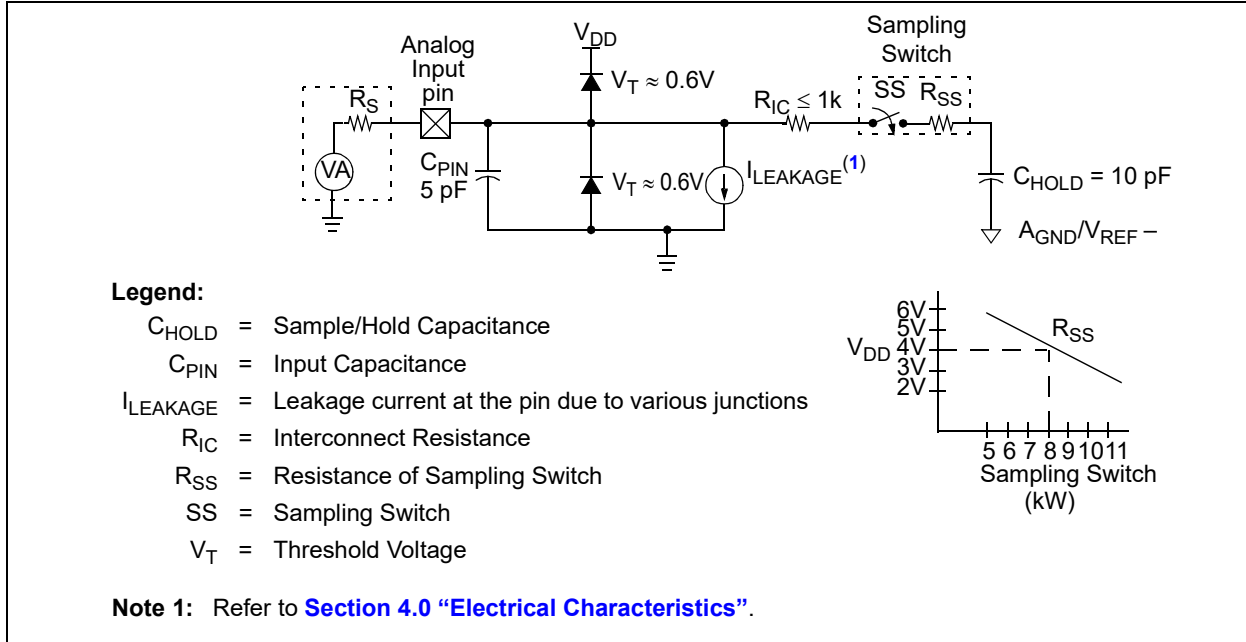 V_DD
Sampling
Switch
Analog
Input
pin
V_T ≈ 0.6V
R_S
R_IC ≤ 1k
SS
R_SS
VA
C_PIN
5 pF
V_T ≈ 0.6V
I_LEAKAGE(1)
C_HOLD = 10 pF
A_GND/V_REF –
Legend:
C_HOLD = Sample/Hold Capacitance
C_PIN = Input Capacitance
I_LEAKAGE = Leakage current at the pin due to various junctions
R_IC = Interconnect Resistance
R_SS = Resistance of Sampling Switch
SS = Sampling Switch
V_T = Threshold Voltage
6V
5V
V_DD 4V
3V
2V
R_SS
5 6 7 8 9 10 11
Sampling Switch
(kW)
Note 1: Refer to Section 4.0 “Electrical Characteristics”.